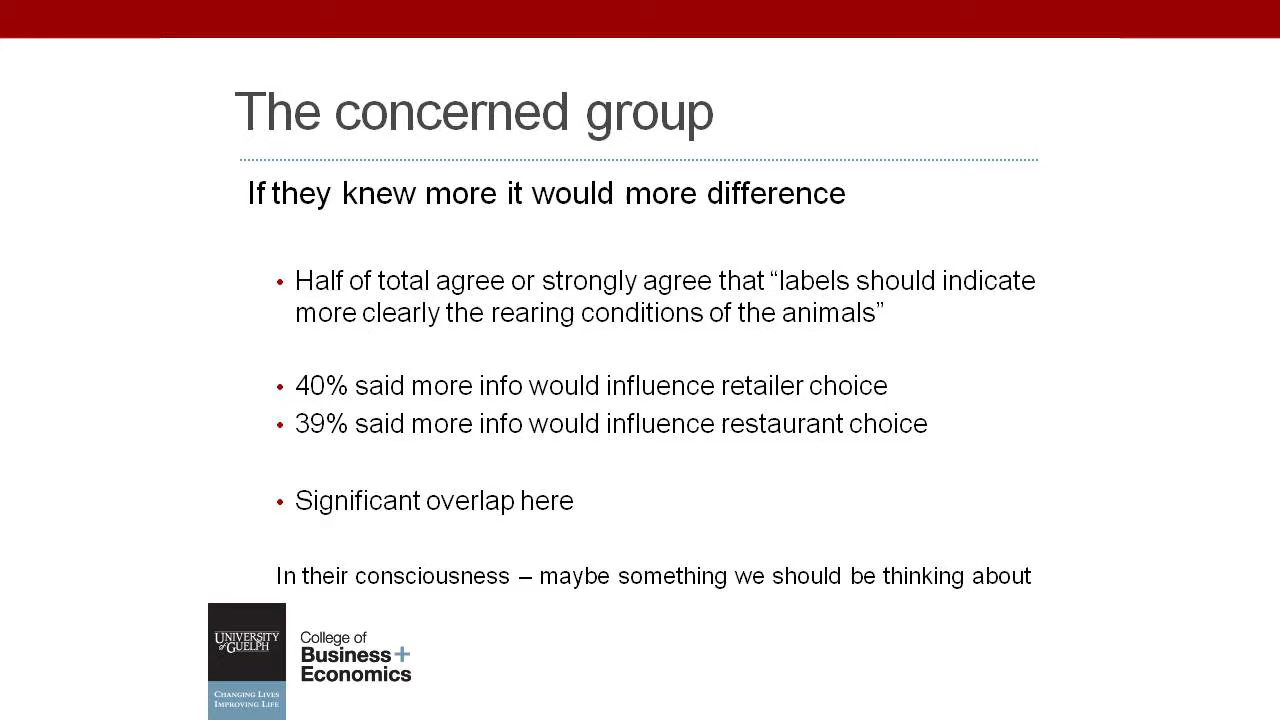 The concerned group
If they knew more it would more difference
• Half of total agree or strongly agree that “labels should indicate
more clearly the rearing conditions of the animals”
• 40% said more info would influence retailer choice
• 39% said more info would influence restaurant choice
• Significant overlap here
In their consciousness – maybe something we should be thinking about
UNIVERSITY
of GUELPH
CHANGING LIVES
IMPROVING LIFE
College of
Business+
Economics